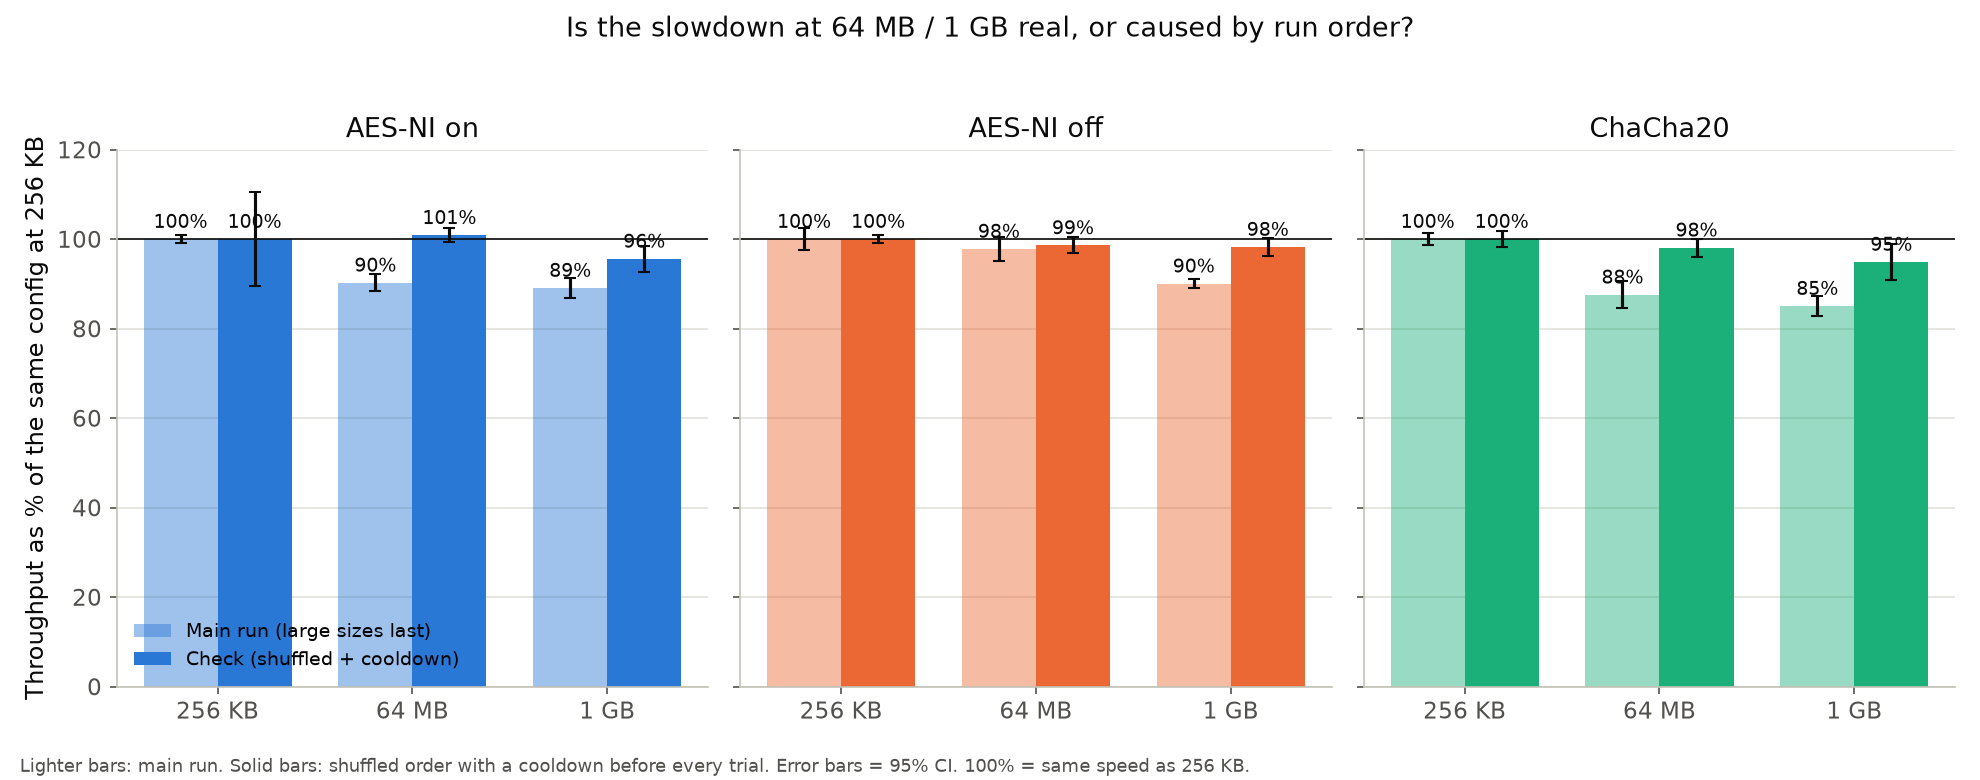 Is the slowdown at 64 MB / 1 GB real, or caused by run order?
AES-NI on
AES-NI off
ChaCha20
Throughput as % of the same config at 256 KB
120
100
80
60
40
20
0
100%
100%
90%
101%
89%
96%
100%
100%
98%
99%
90%
98%
100%
100%
88%
98%
85%
95%
Main run (large sizes last)
Check (shuffled + cooldown)
256 KB
64 MB
1 GB
256 KB
64 MB
1 GB
256 KB
64 MB
1 GB
Lighter bars: main run. Solid bars: shuffled order with a cooldown before every trial. Error bars = 95% CI. 100% = same speed as 256 KB.